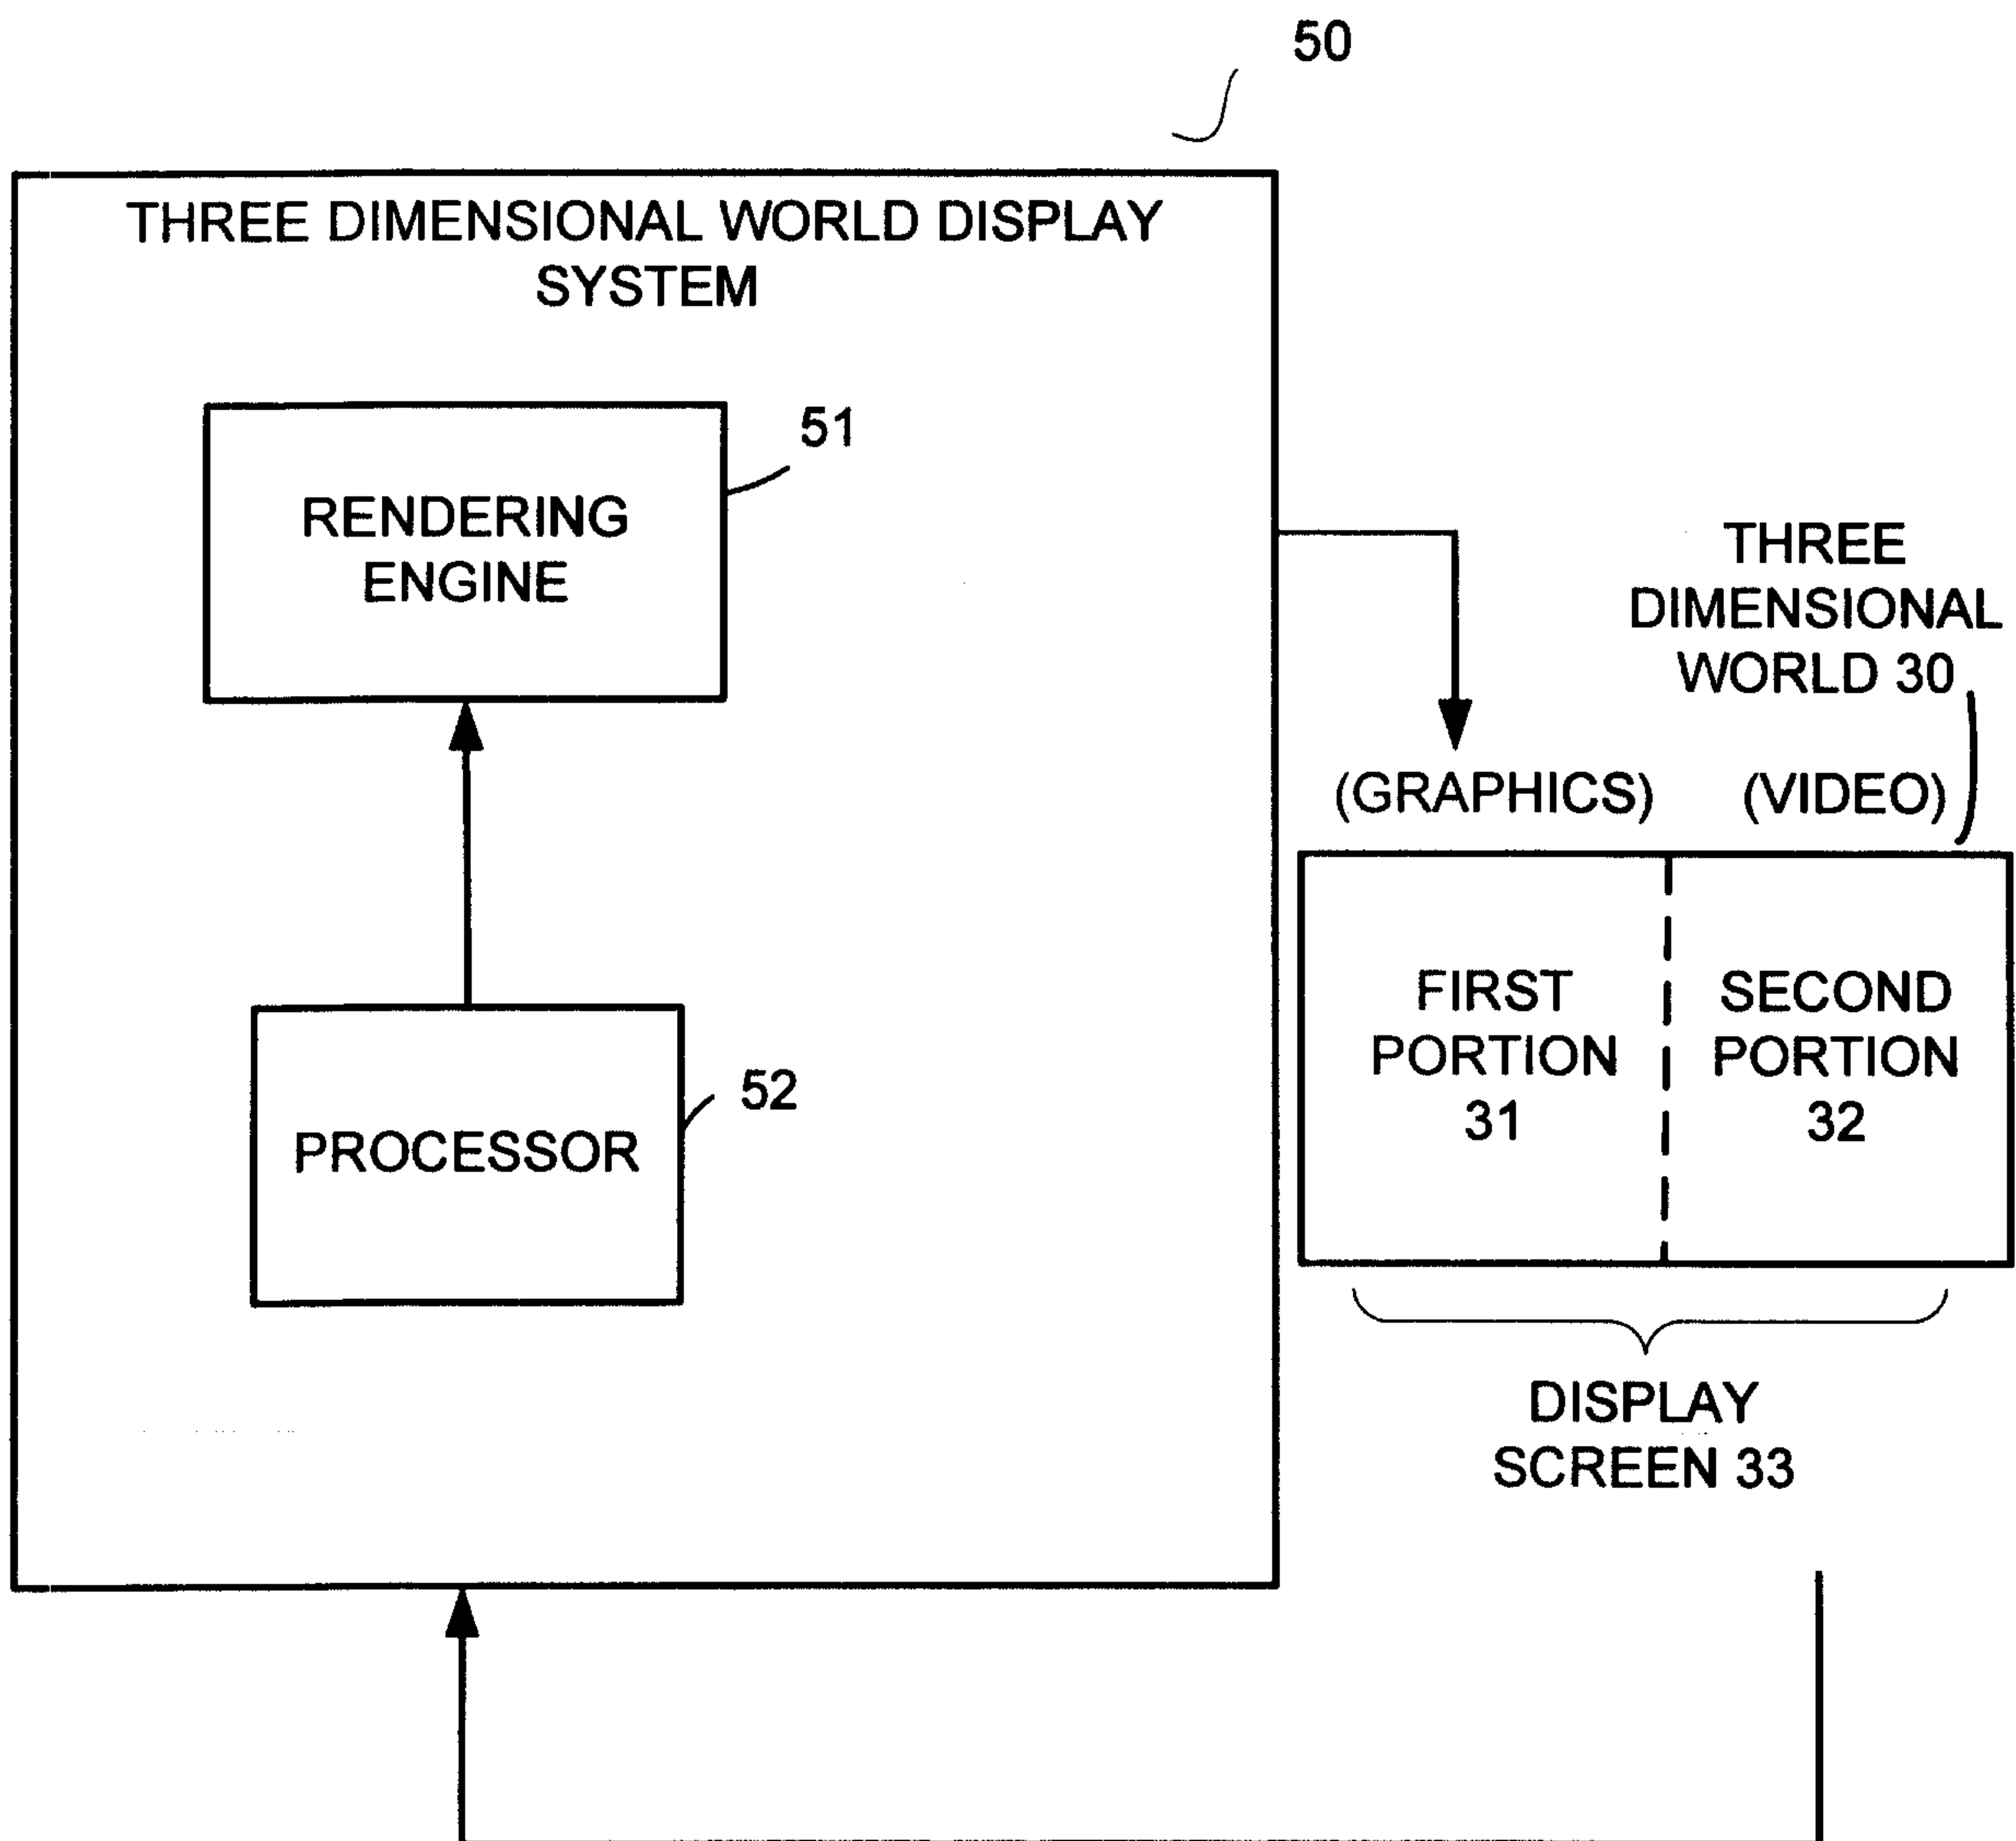 50
THREE DIMENSIONAL WORLD DISPLAY
SYSTEM
51
RENDERING
ENGINE
52
PROCESSOR
THREE
DIMENSIONAL
WORLD 30
(GRAPHICS)
(VIDEO)
FIRST
PORTION
31
SECOND
PORTION
32
DISPLAY
SCREEN 33